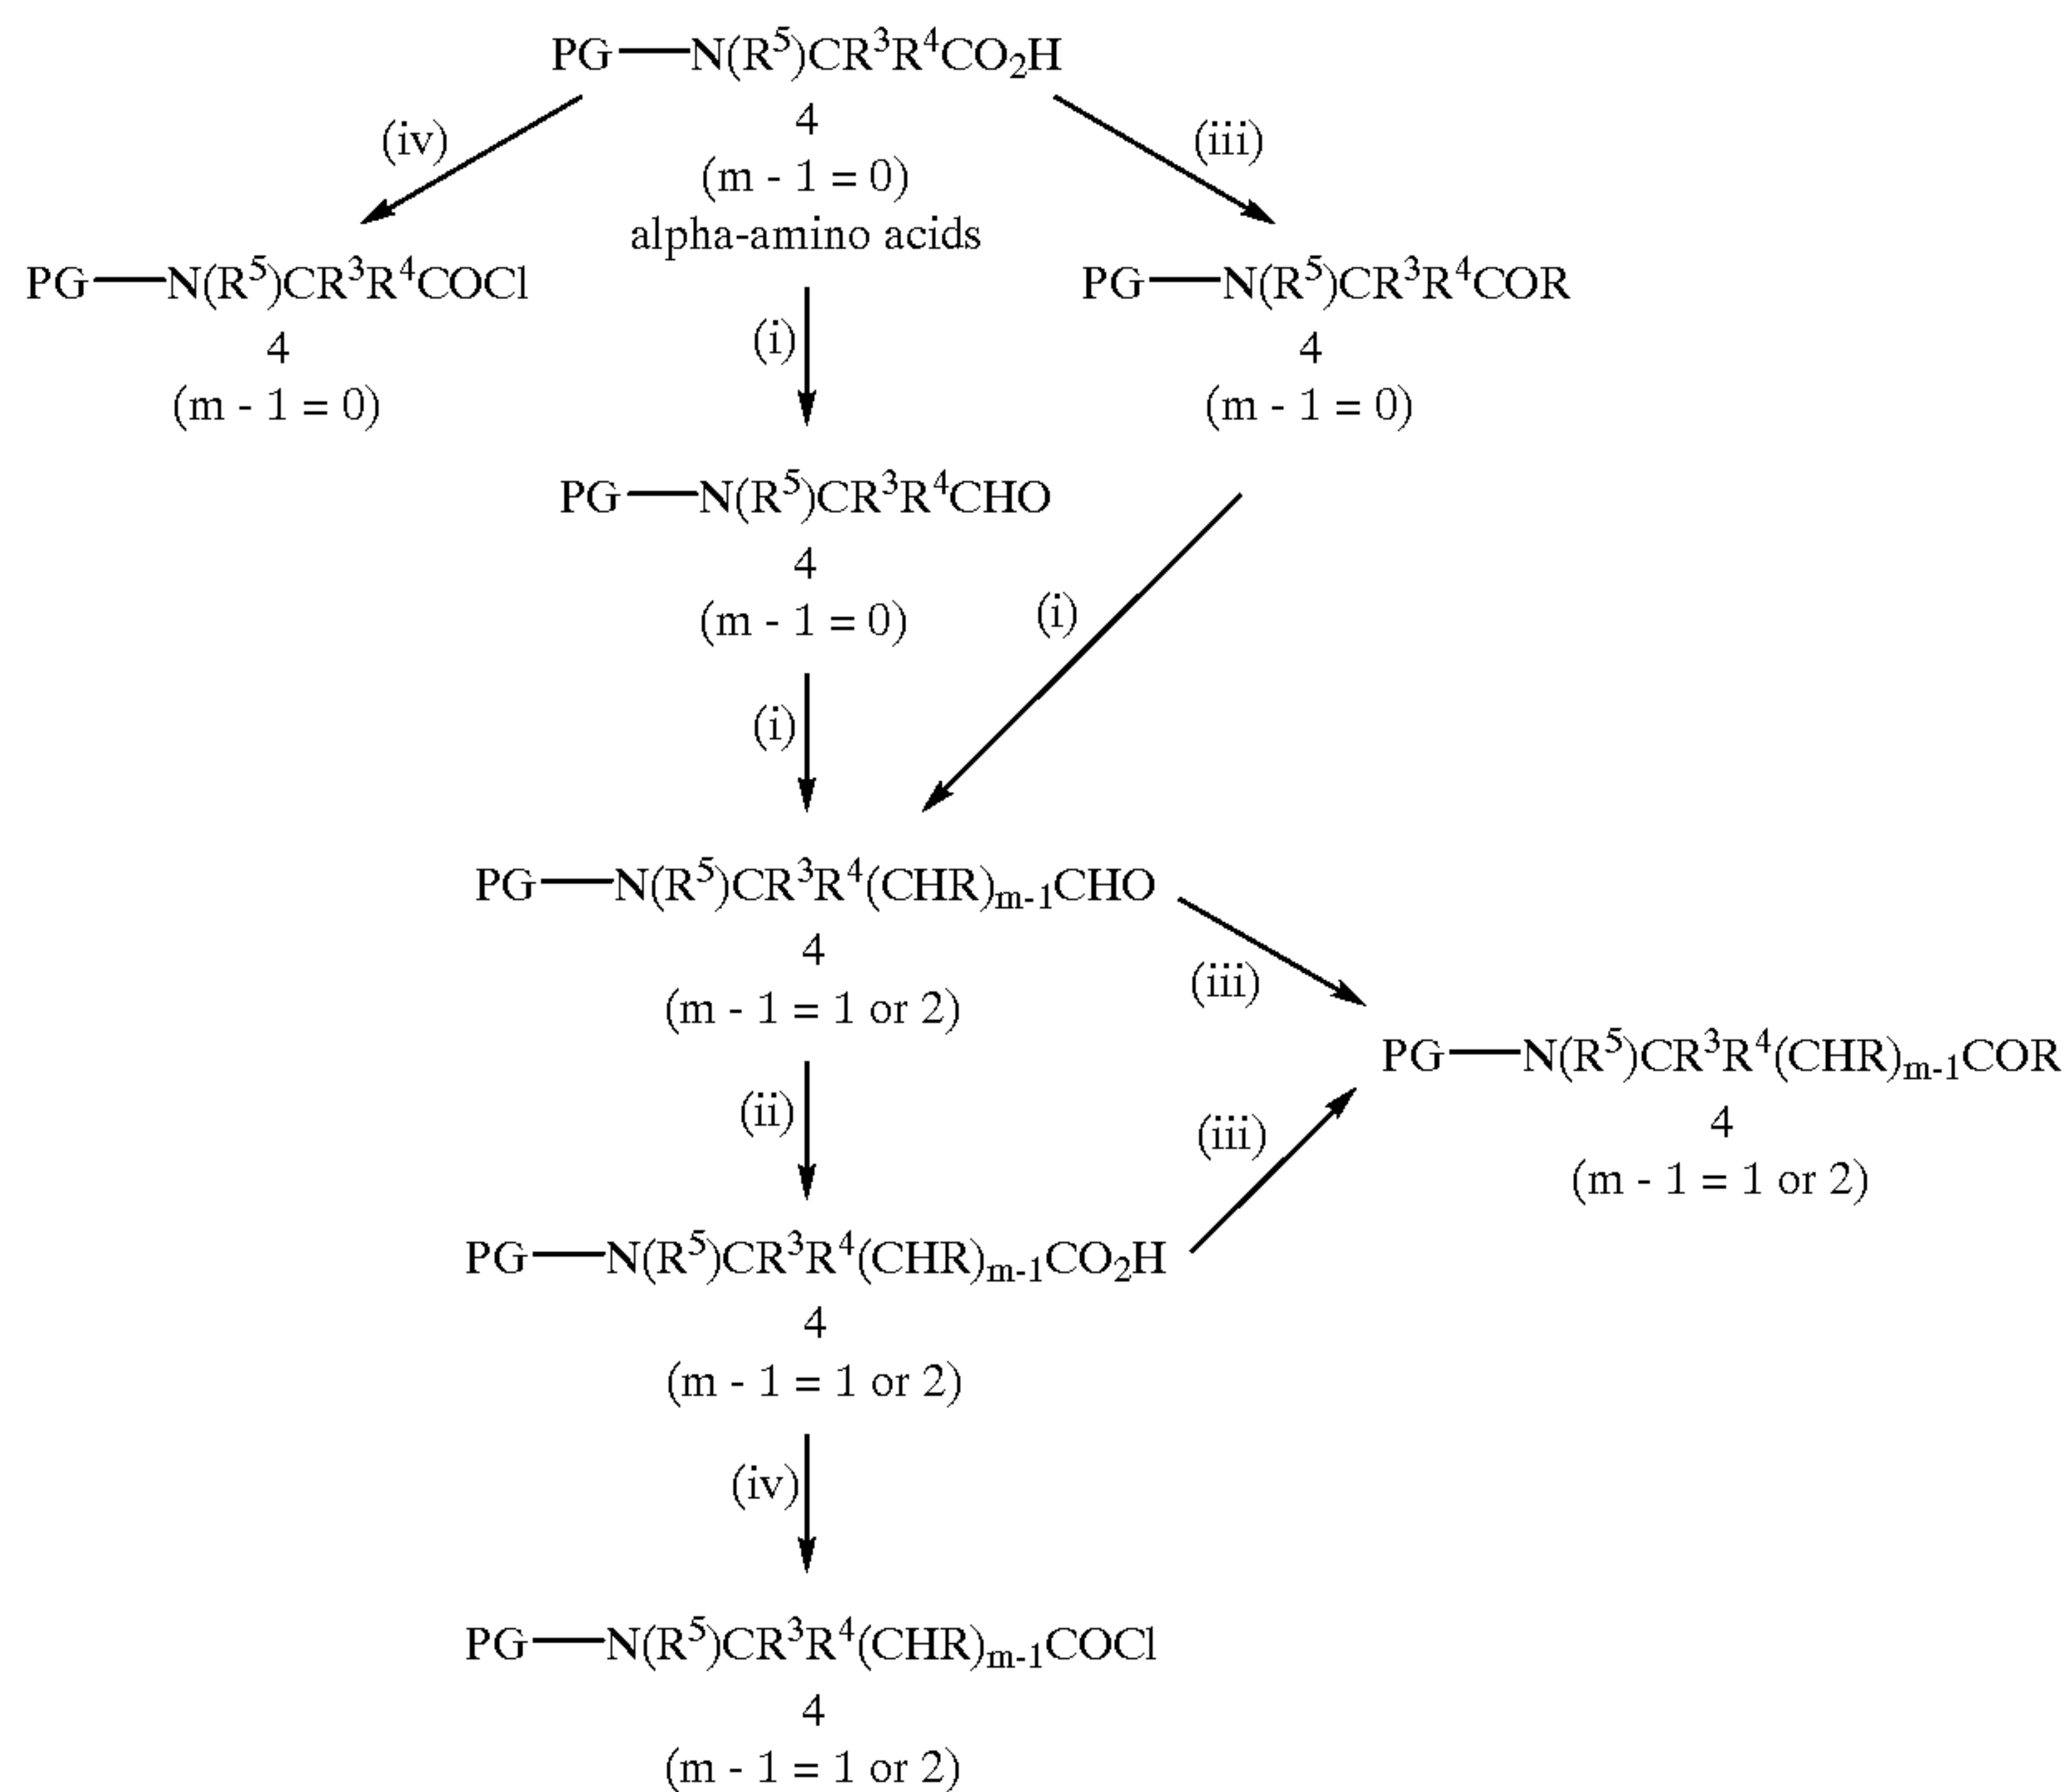 PG—N(R⁵)CR³R⁴CO₂H
4
(m - 1 = 0)
alpha-amino acids
(iv)
(iii)
PG—N(R⁵)CR³R⁴COCl
4
(m - 1 = 0)
(i)
PG—N(R⁵)CR³R⁴COR
4
(m - 1 = 0)
PG—N(R⁵)CR³R⁴CHO
4
(m - 1 = 0)
(i)
(i)
PG—N(R⁵)CR³R⁴(CHR)ₘ₋₁CHO
4
(m - 1 = 1 or 2)
(iii)
(ii)
(iii)
PG—N(R⁵)CR³R⁴(CHR)ₘ₋₁COR
4
(m - 1 = 1 or 2)
PG—N(R⁵)CR³R⁴(CHR)ₘ₋₁CO₂H
4
(m - 1 = 1 or 2)
(iv)
PG—N(R⁵)CR³R⁴(CHR)ₘ₋₁COCl
4
(m - 1 = 1 or 2)